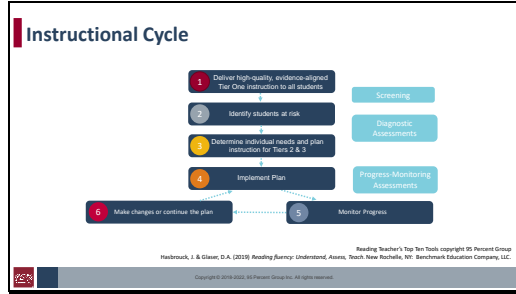 Instructional Cycle
1
Deliver high-quality, evidence-aligned
Tier One instruction to all students
Screening
2
Identify students at risk
Diagnostic
Assessments
3
Determine individual needs and plan
instruction for Tiers 2 & 3
4
Implement Plan
Progress-Monitoring
Assessments
6
Make changes or continue the plan
5
Monitor Progress
Reading Teacher's Top Ten Tools copyright 95 Percent Group
Hasbrouck, J. & Glaser, D.A. (2019) Reading fluency: Understand, Assess, Teach. New Rochelle, NY: Benchmark Education Company, LLC.
Copyright © 2019-2023, 95 Percent Group Inc. All rights reserved.